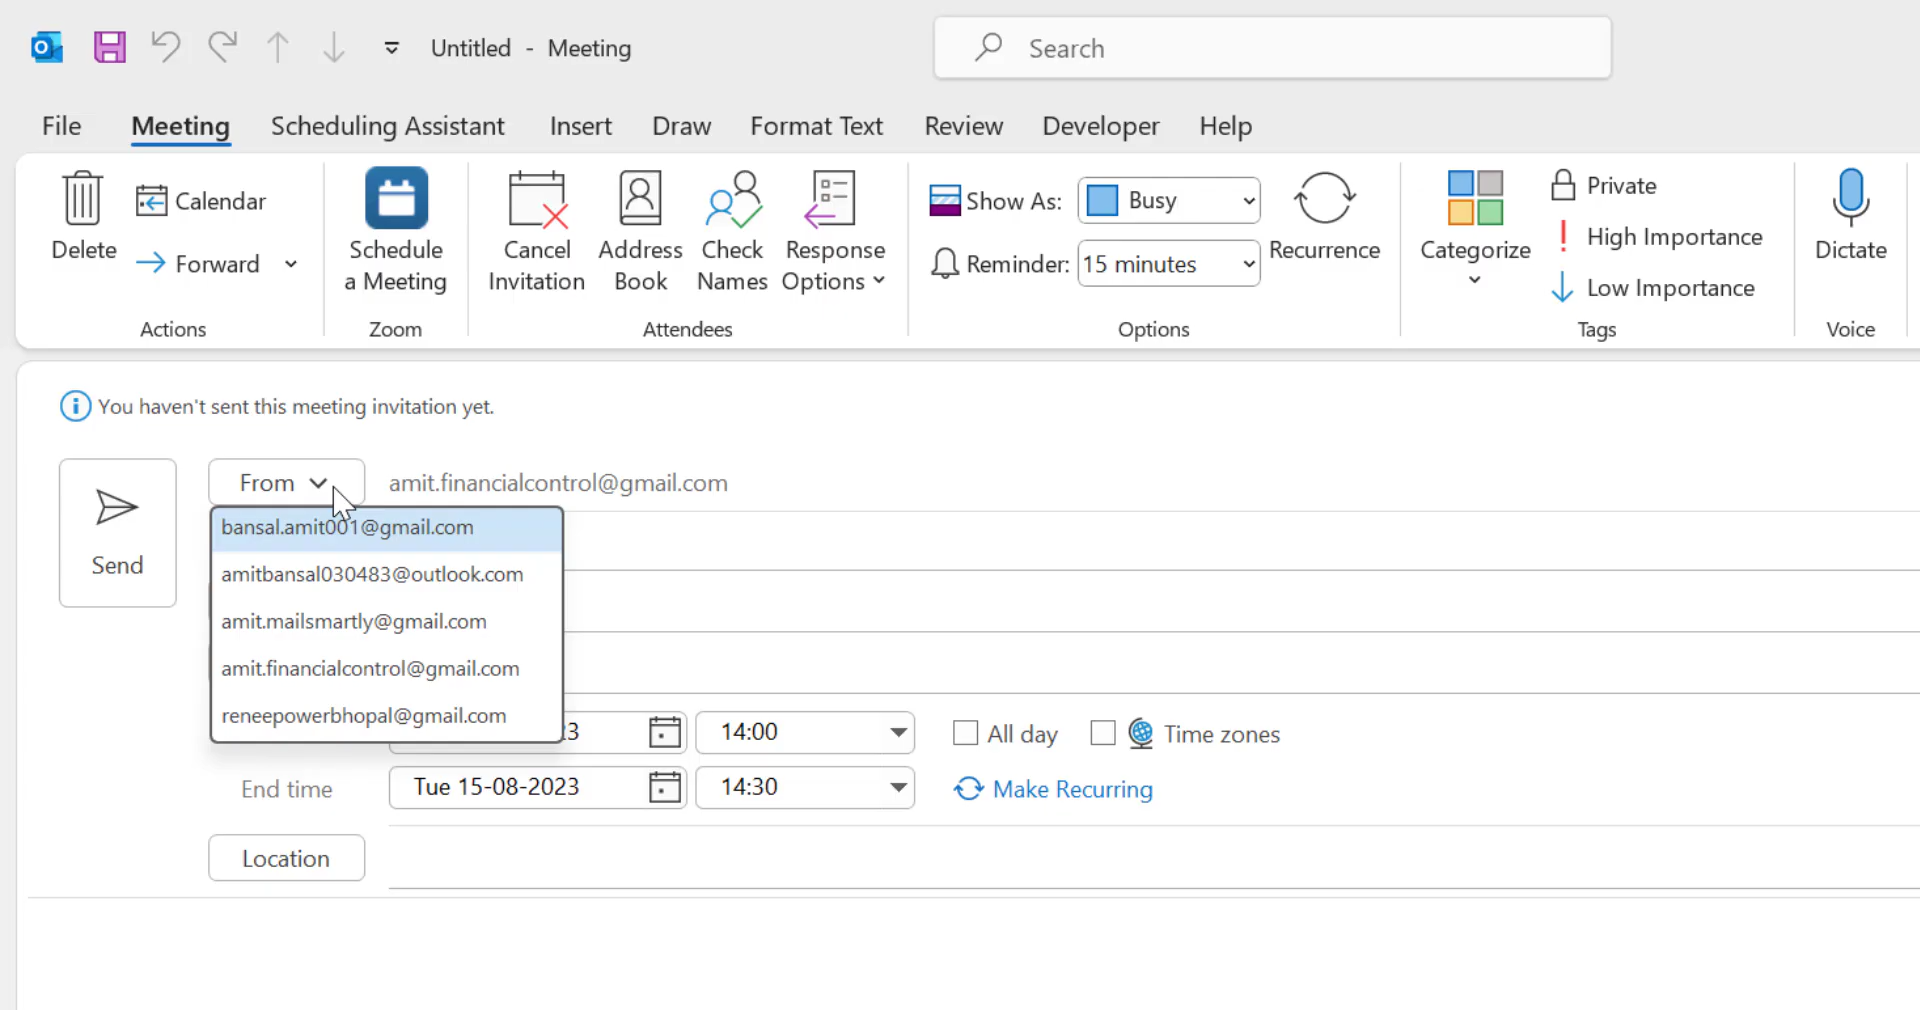 Untitled - Meeting
Search
File Meeting Scheduling Assistant Insert Draw Format Text Review Developer Help
Delete
Calendar
Forward
Actions
Schedule
a Meeting
Zoom
Cancel
Invitation
Address
Book
Check
Names
Response
Options
Attendees
Show As: Busy
Reminder: 15 minutes
Recurrence
Options
Categorize
Private
High Importance
Low Importance
Tags
Dictate
Voice
You haven't sent this meeting invitation yet.
Send
From amit.financialcontrol@gmail.com
bansal.amit001@gmail.com
amitbansal030483@outlook.com
amit.mailsmartly@gmail.com
amit.financialcontrol@gmail.com
reneepowerbhopal@gmail.com
3 14:00 All day Time zones
End time Tue 15-08-2023 14:30 Make Recurring
Location